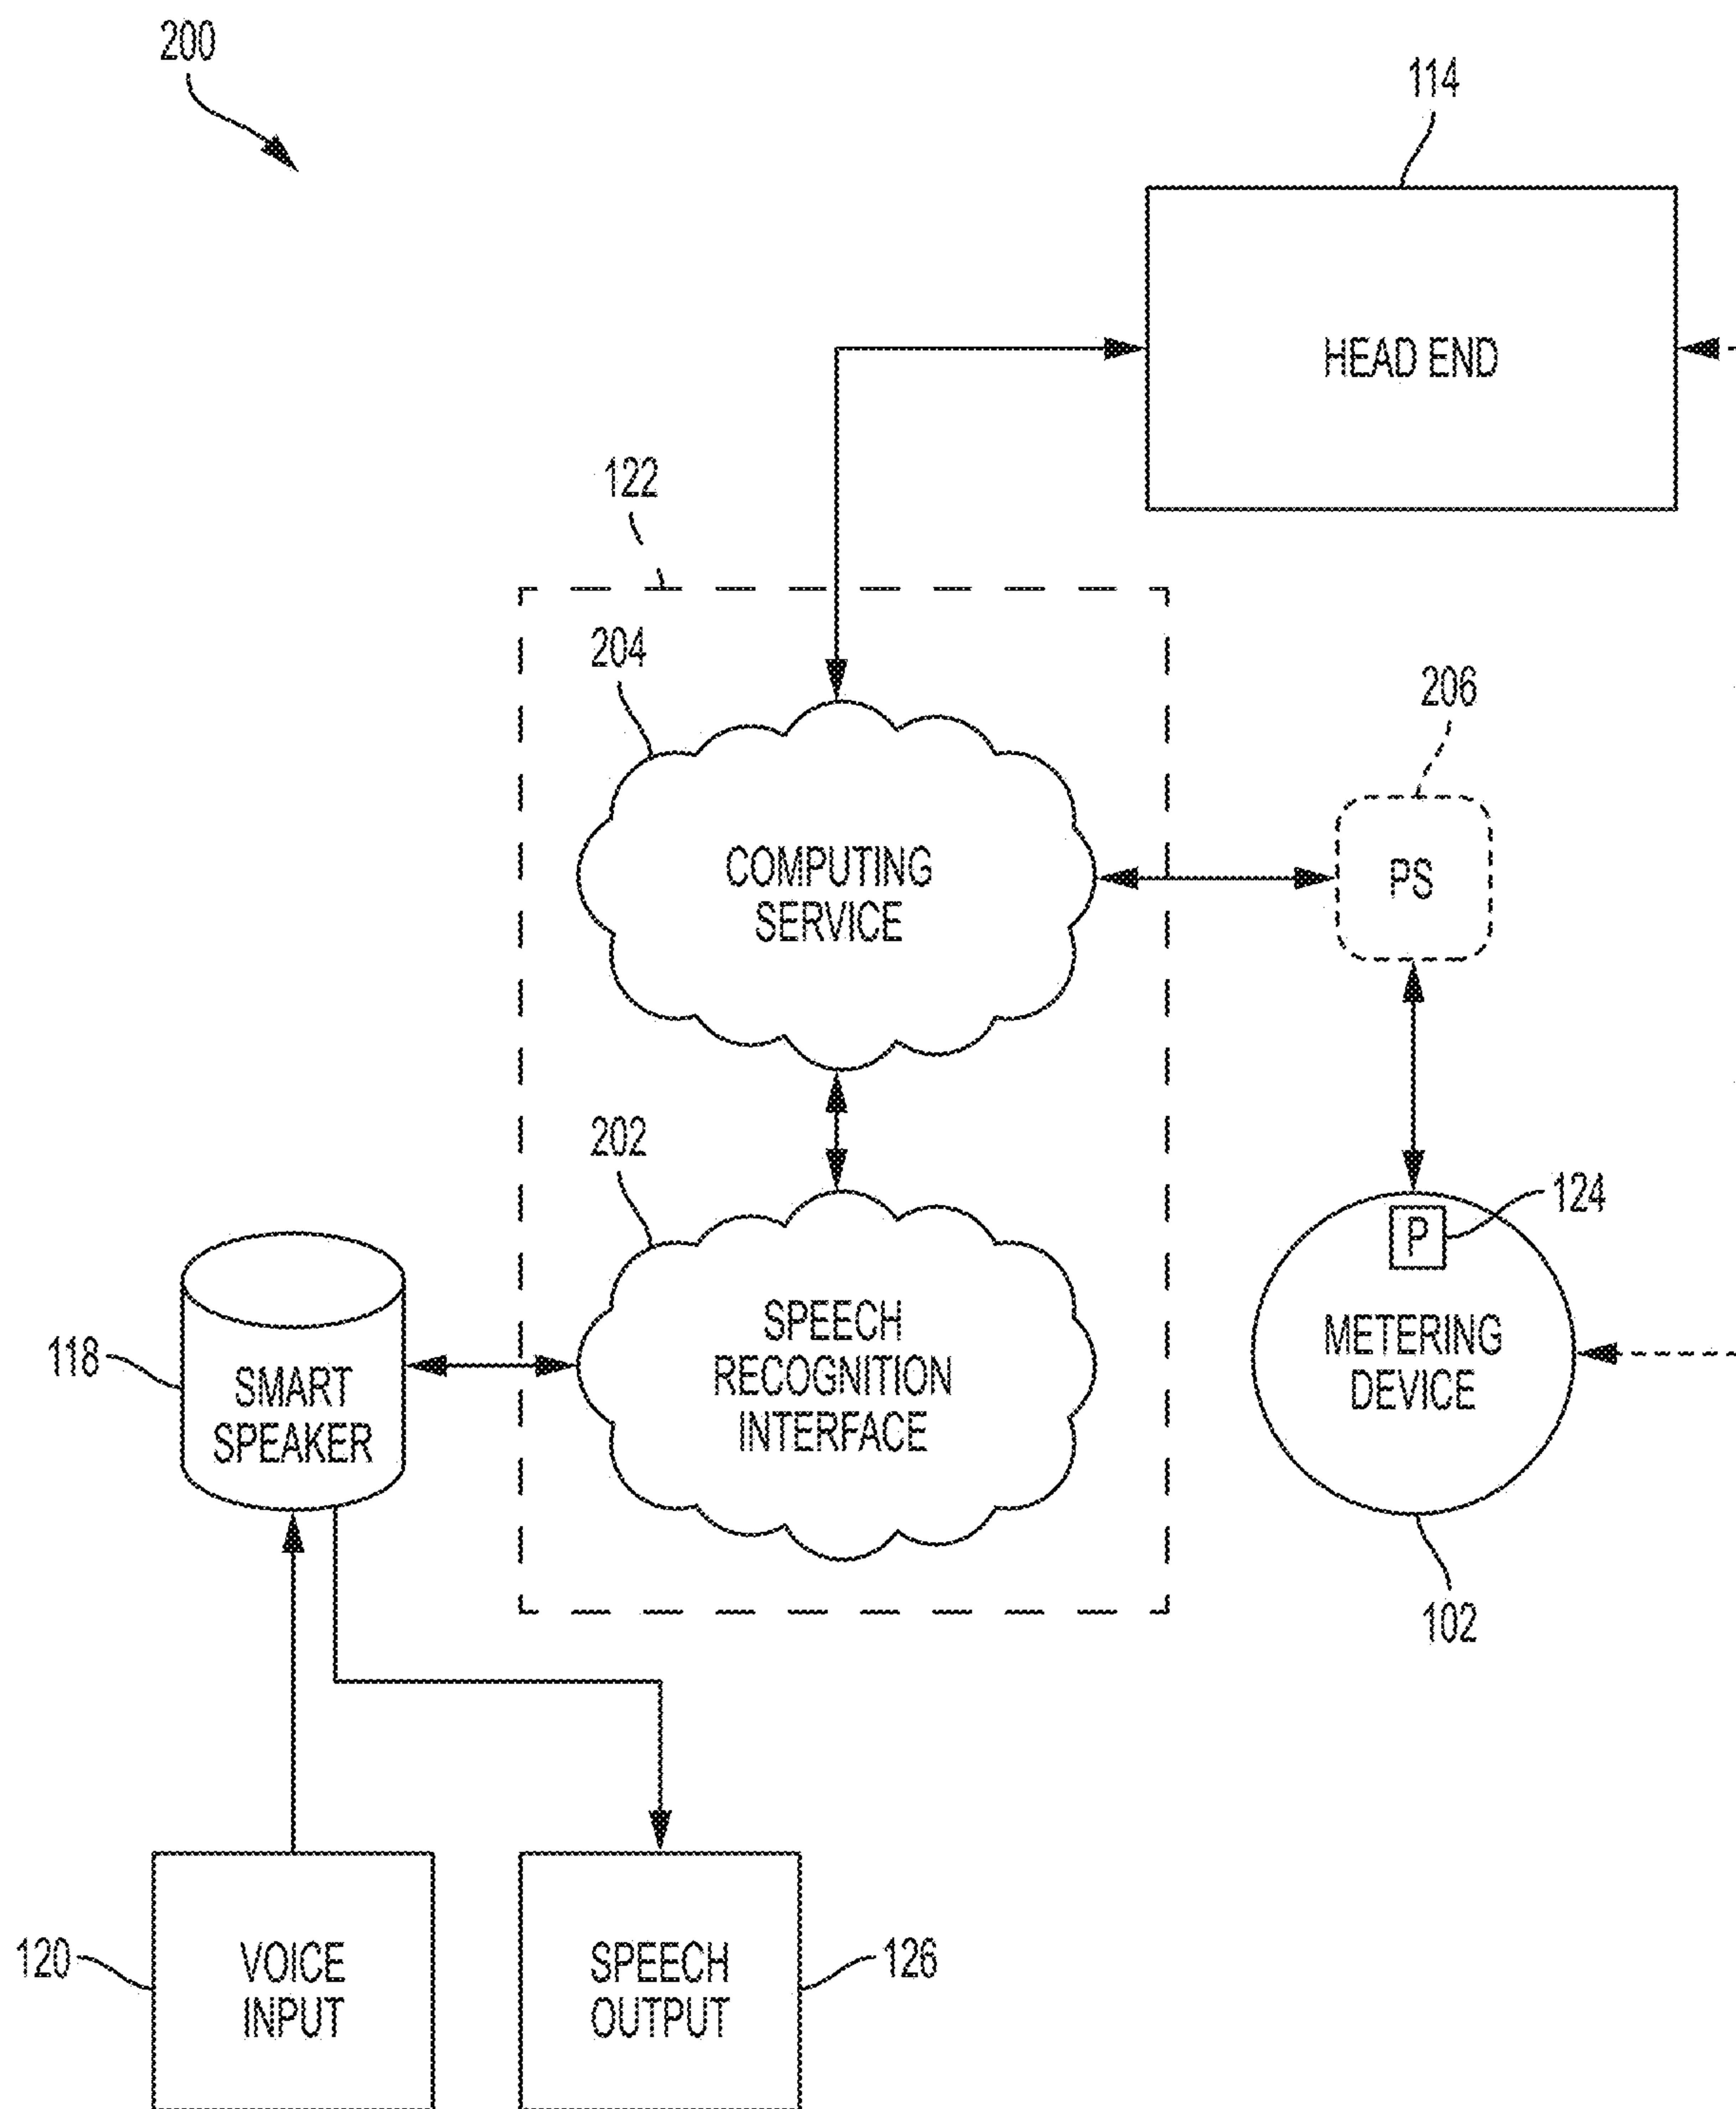 200
114
HEAD END
122
204
206
COMPUTING
SERVICE
PS
202
124
P
SPEECH
RECOGNITION
INTERFACE
METERING
DEVICE
118
SMART
SPEAKER
102
120
VOICE
INPUT
SPEECH
OUTPUT
126